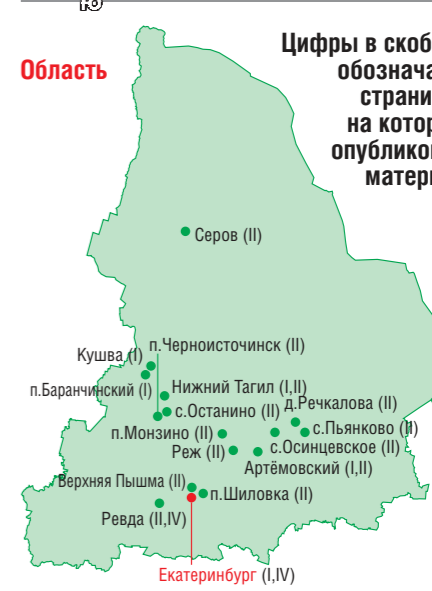 Ю
Область
Цифры в скоб
обознача
страни
на котор
опубликов
матер
Серов (II)
п.Черноисточинск (II)
Кушва (I)
п.Баранчинский (I)
Нижний Тагил (I,II)
с.Останино (II)
д.Речкалова (II)
п.Монзино (II)
с.Пьянково (II)
Реж (II)
с.Осинцевское (II)
Артёмовский (I,II)
Верхняя Пышма (II)
п.Шиловка (II)
Ревда (II,IV)
Екатеринбург (I,IV)